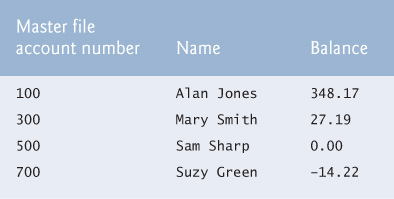 Master file
account number Name Balance
100 Alan Jones 348.17
300 Mary Smith 27.19
500 Sam Sharp 0.00
700 Suzy Green –14.22